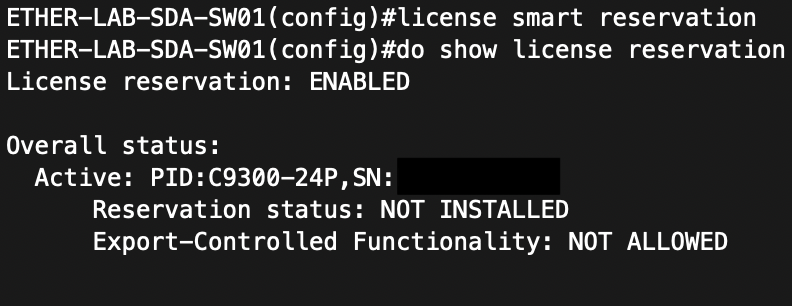 ETHER-LAB-SDA-SW01(config)#license smart reservation
ETHER-LAB-SDA-SW01(config)#do show license reservation
License reservation: ENABLED
Overall status:
Active: PID:C9300-24P,SN:
Reservation status: NOT INSTALLED
Export-Controlled Functionality: NOT ALLOWED